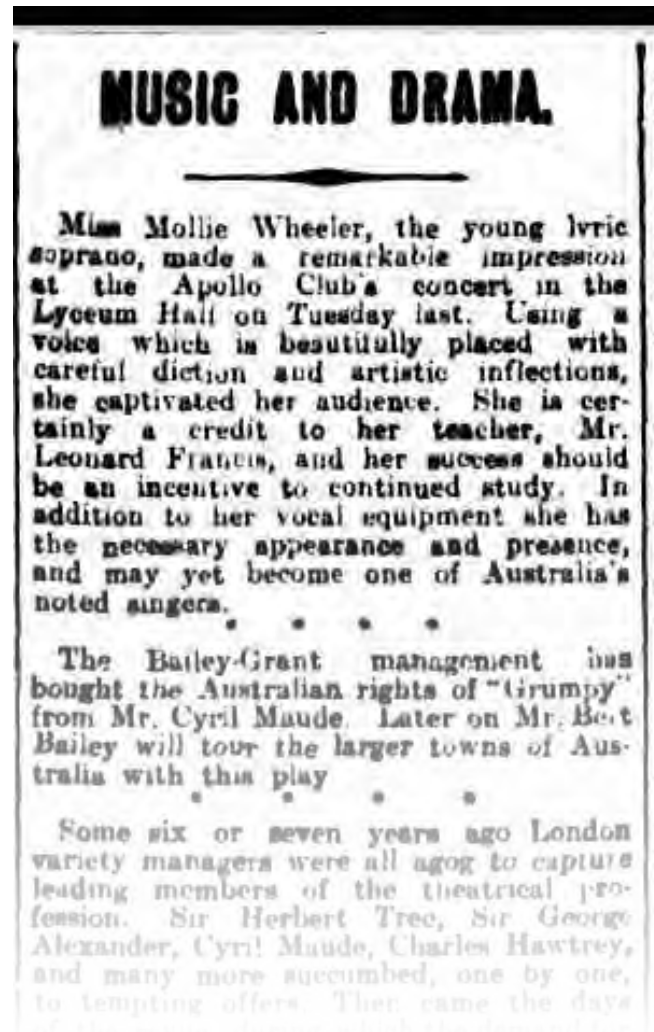 MUSIC AND DRAMA.
Miss Mollie Wheeler, the young lyric
soprano, made a remarkable impression
at the Apollo Club's concert in the
Lyceum Hall on Tuesday last. Using a
voice which is beautifully placed with
careful diction and artistic inflections,
she captivated her audience. She is cer-
tainly a credit to her teacher, Mr.
Leonard Francis, and her success should
be an incentive to continued study. In
addition to her vocal equipment she has
the necessary appearance and presence,
and may yet become one of Australia's
noted singers.
* * * *
The Bailey-Grant management has
bought the Australian rights of "Grumpy"
from Mr. Cyril Maude. Later on Mr. Bert
Bailey will tour the larger towns of Aus-
tralia with this play
* * * *
Some six or seven years ago London
variety managers were all agog to capture
leading members of the theatrical pro-
fession. Sir Herbert Tree, Sir George
Alexander, Cyril Maude, Charles Hawtrey,
and many more succumbed, one by one,
to tempting offers. Then came the days